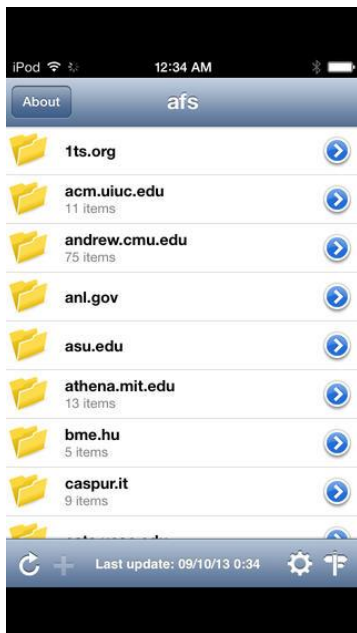 iPod 12:34 AM
About afs
1ts.org
acm.uiuc.edu
11 items
andrew.cmu.edu
75 items
anl.gov
asu.edu
athena.mit.edu
13 items
bme.hu
5 items
caspur.it
9 items
Last update: 09/10/13 0:34